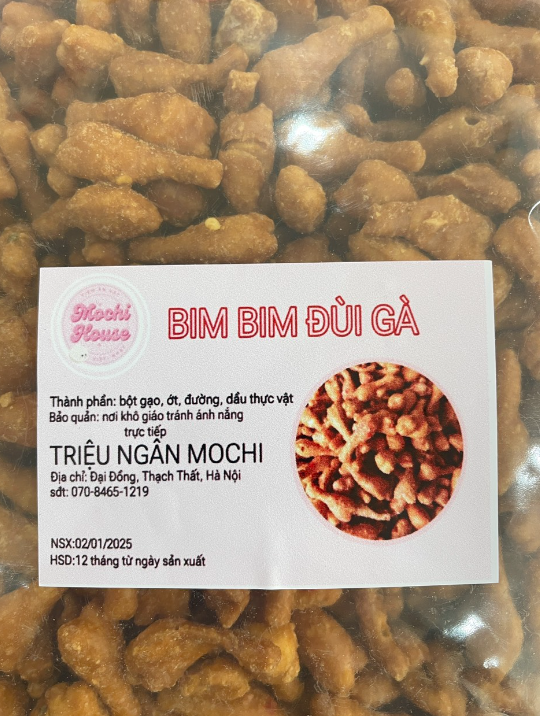 Mochi
House
BIM BIM ĐÙI GÀ
Thành phần: bột gạo, ớt, đường, dầu thực vật
Bảo quản: nơi khô giáo tránh ánh nắng
trực tiếp
TRIỆU NGÂN MOCHI
Địa chỉ: Đại Đồng, Thạch Thất, Hà Nội
sđt: 070-8465-1219
NSX:02/01/2025
HSD:12 tháng từ ngày sản xuất